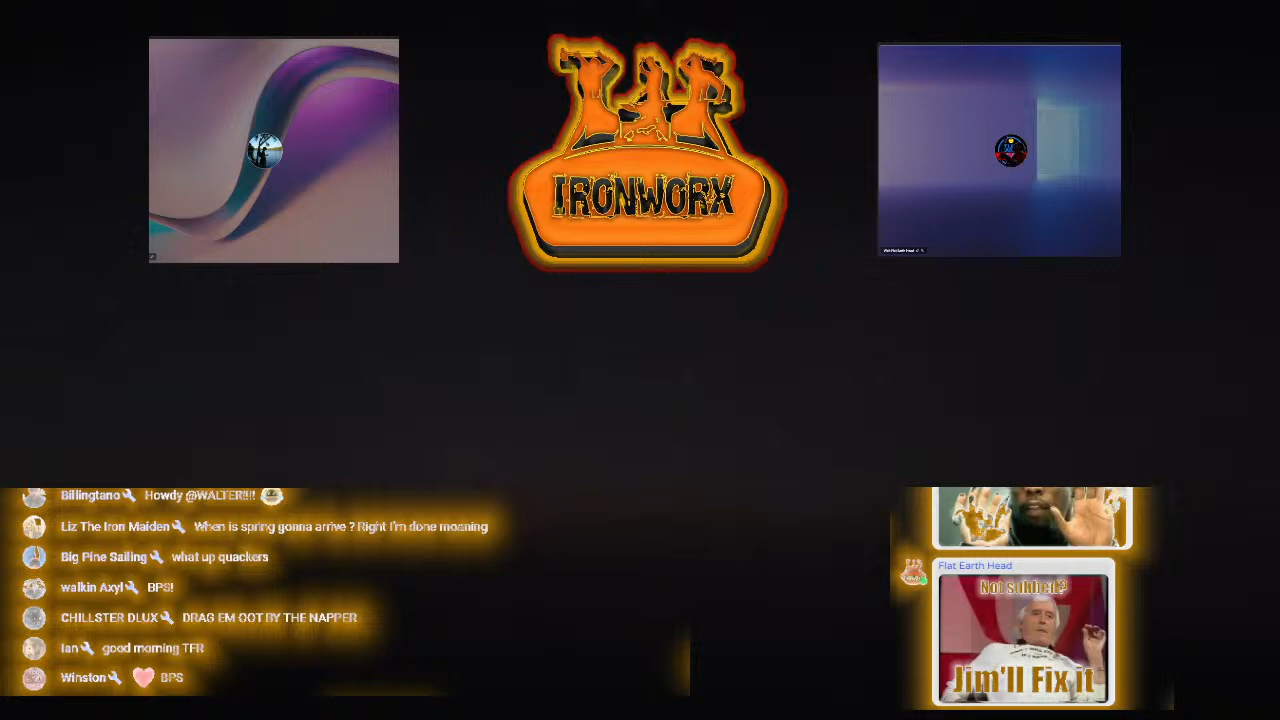 IRONWORX
Billingtano Howdy @WALTER!!!!
Liz The Iron Maiden When is spring gonna arrive ? Right I'm done moaning
Big Pine Sailing what up quackers
walkin Axyl BPS!
CHILLSTER DLUX DRAG EM OOT BY THE NAPPER
Ian good morning TFR
Winston BPS
Flat Earth Head
Not subbed?
Jim'll Fix it